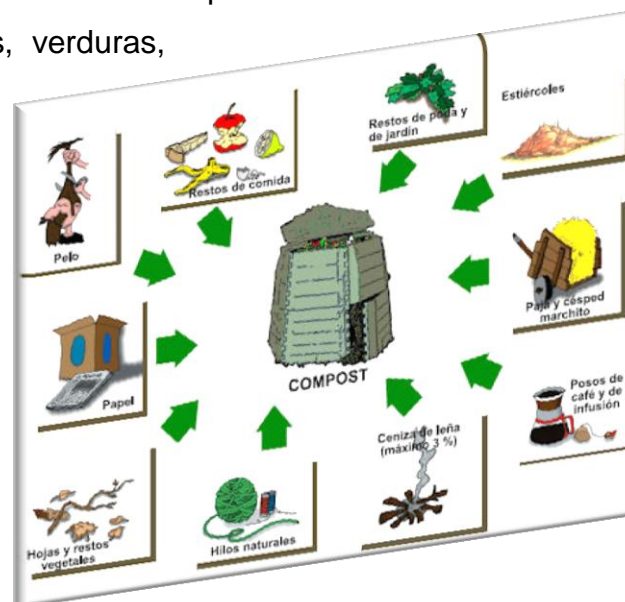 s, verduras,
Restos de poda y
de jardín
Estiércoles
Restos de comida
Pelo
Paja y césped
marchito
COMPOST
Papel
Posos de
café y de
infusión
Ceniza de leña
(máximo 3 %)
Hilos naturales
Hojas y restos
vegetales